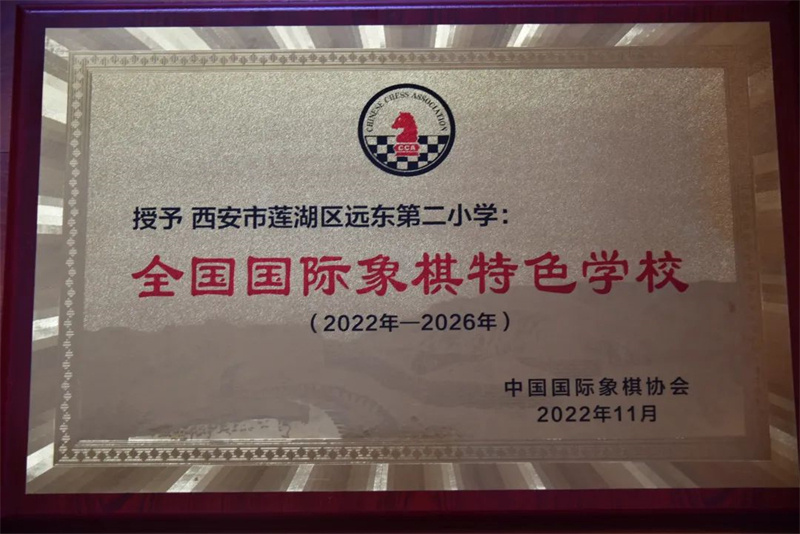 CHINESE CHESS ASSOCIATION
CCA
授予 西安市莲湖区远东第二小学：
全国国际象棋特色学校
（2022年—2026年）
中国国际象棋协会
2022年11月